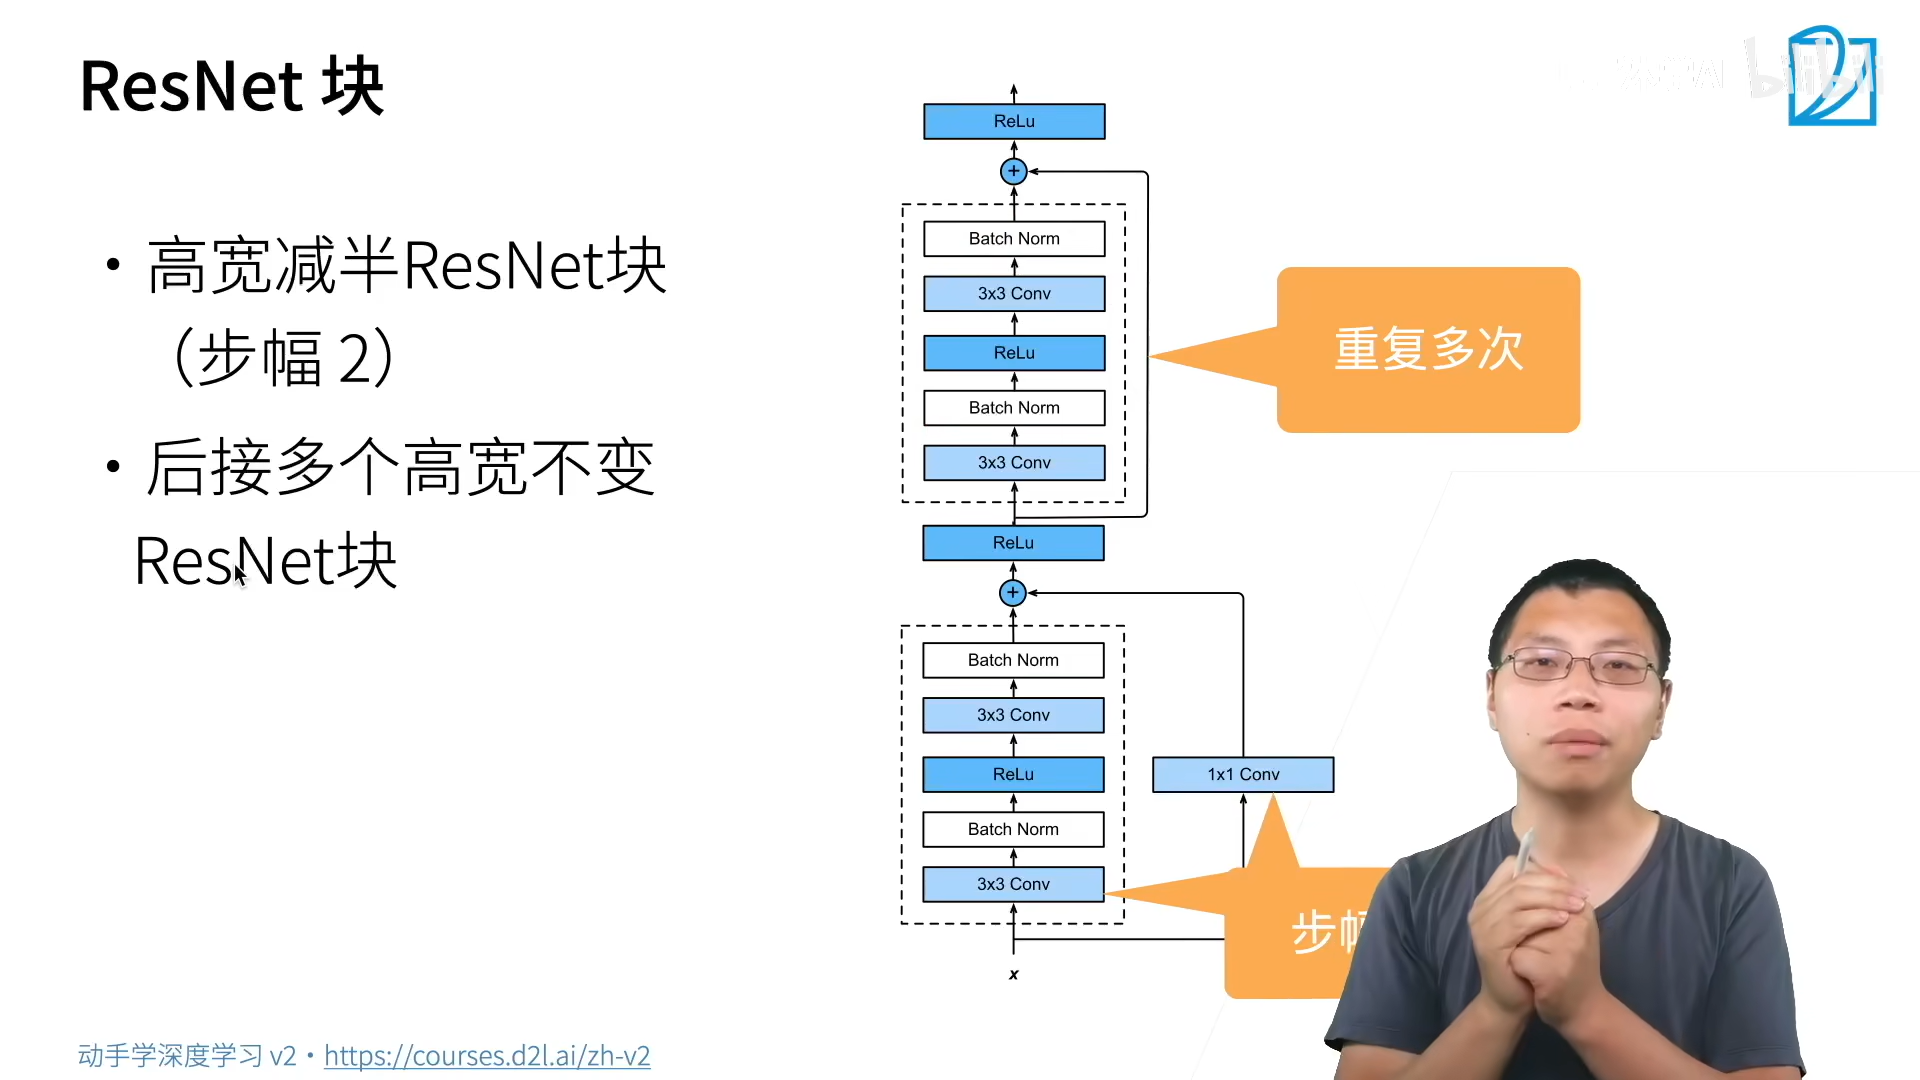 ResNet 块
• 高宽减半ResNet块
（步幅 2）
• 后接多个高宽不变
ResNet块
ReLu
+
Batch Norm
3x3 Conv
ReLu
Batch Norm
3x3 Conv
重复多次
ReLu
+
Batch Norm
3x3 Conv
ReLu
1x1 Conv
Batch Norm
3x3 Conv
步
x
动手学深度学习 v2 • https://courses.d2l.ai/zh-v2
bilibili